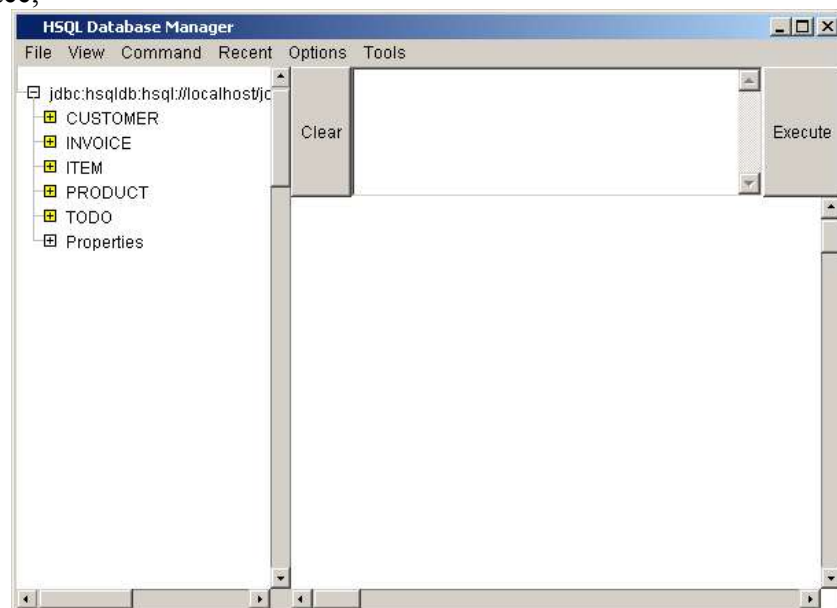 HSQL Database Manager
File View Command Recent Options Tools
jdbc:hsqldb:hsql://localhost/jc
CUSTOMER
INVOICE
ITEM
PRODUCT
TODO
Properties
Clear
Execute